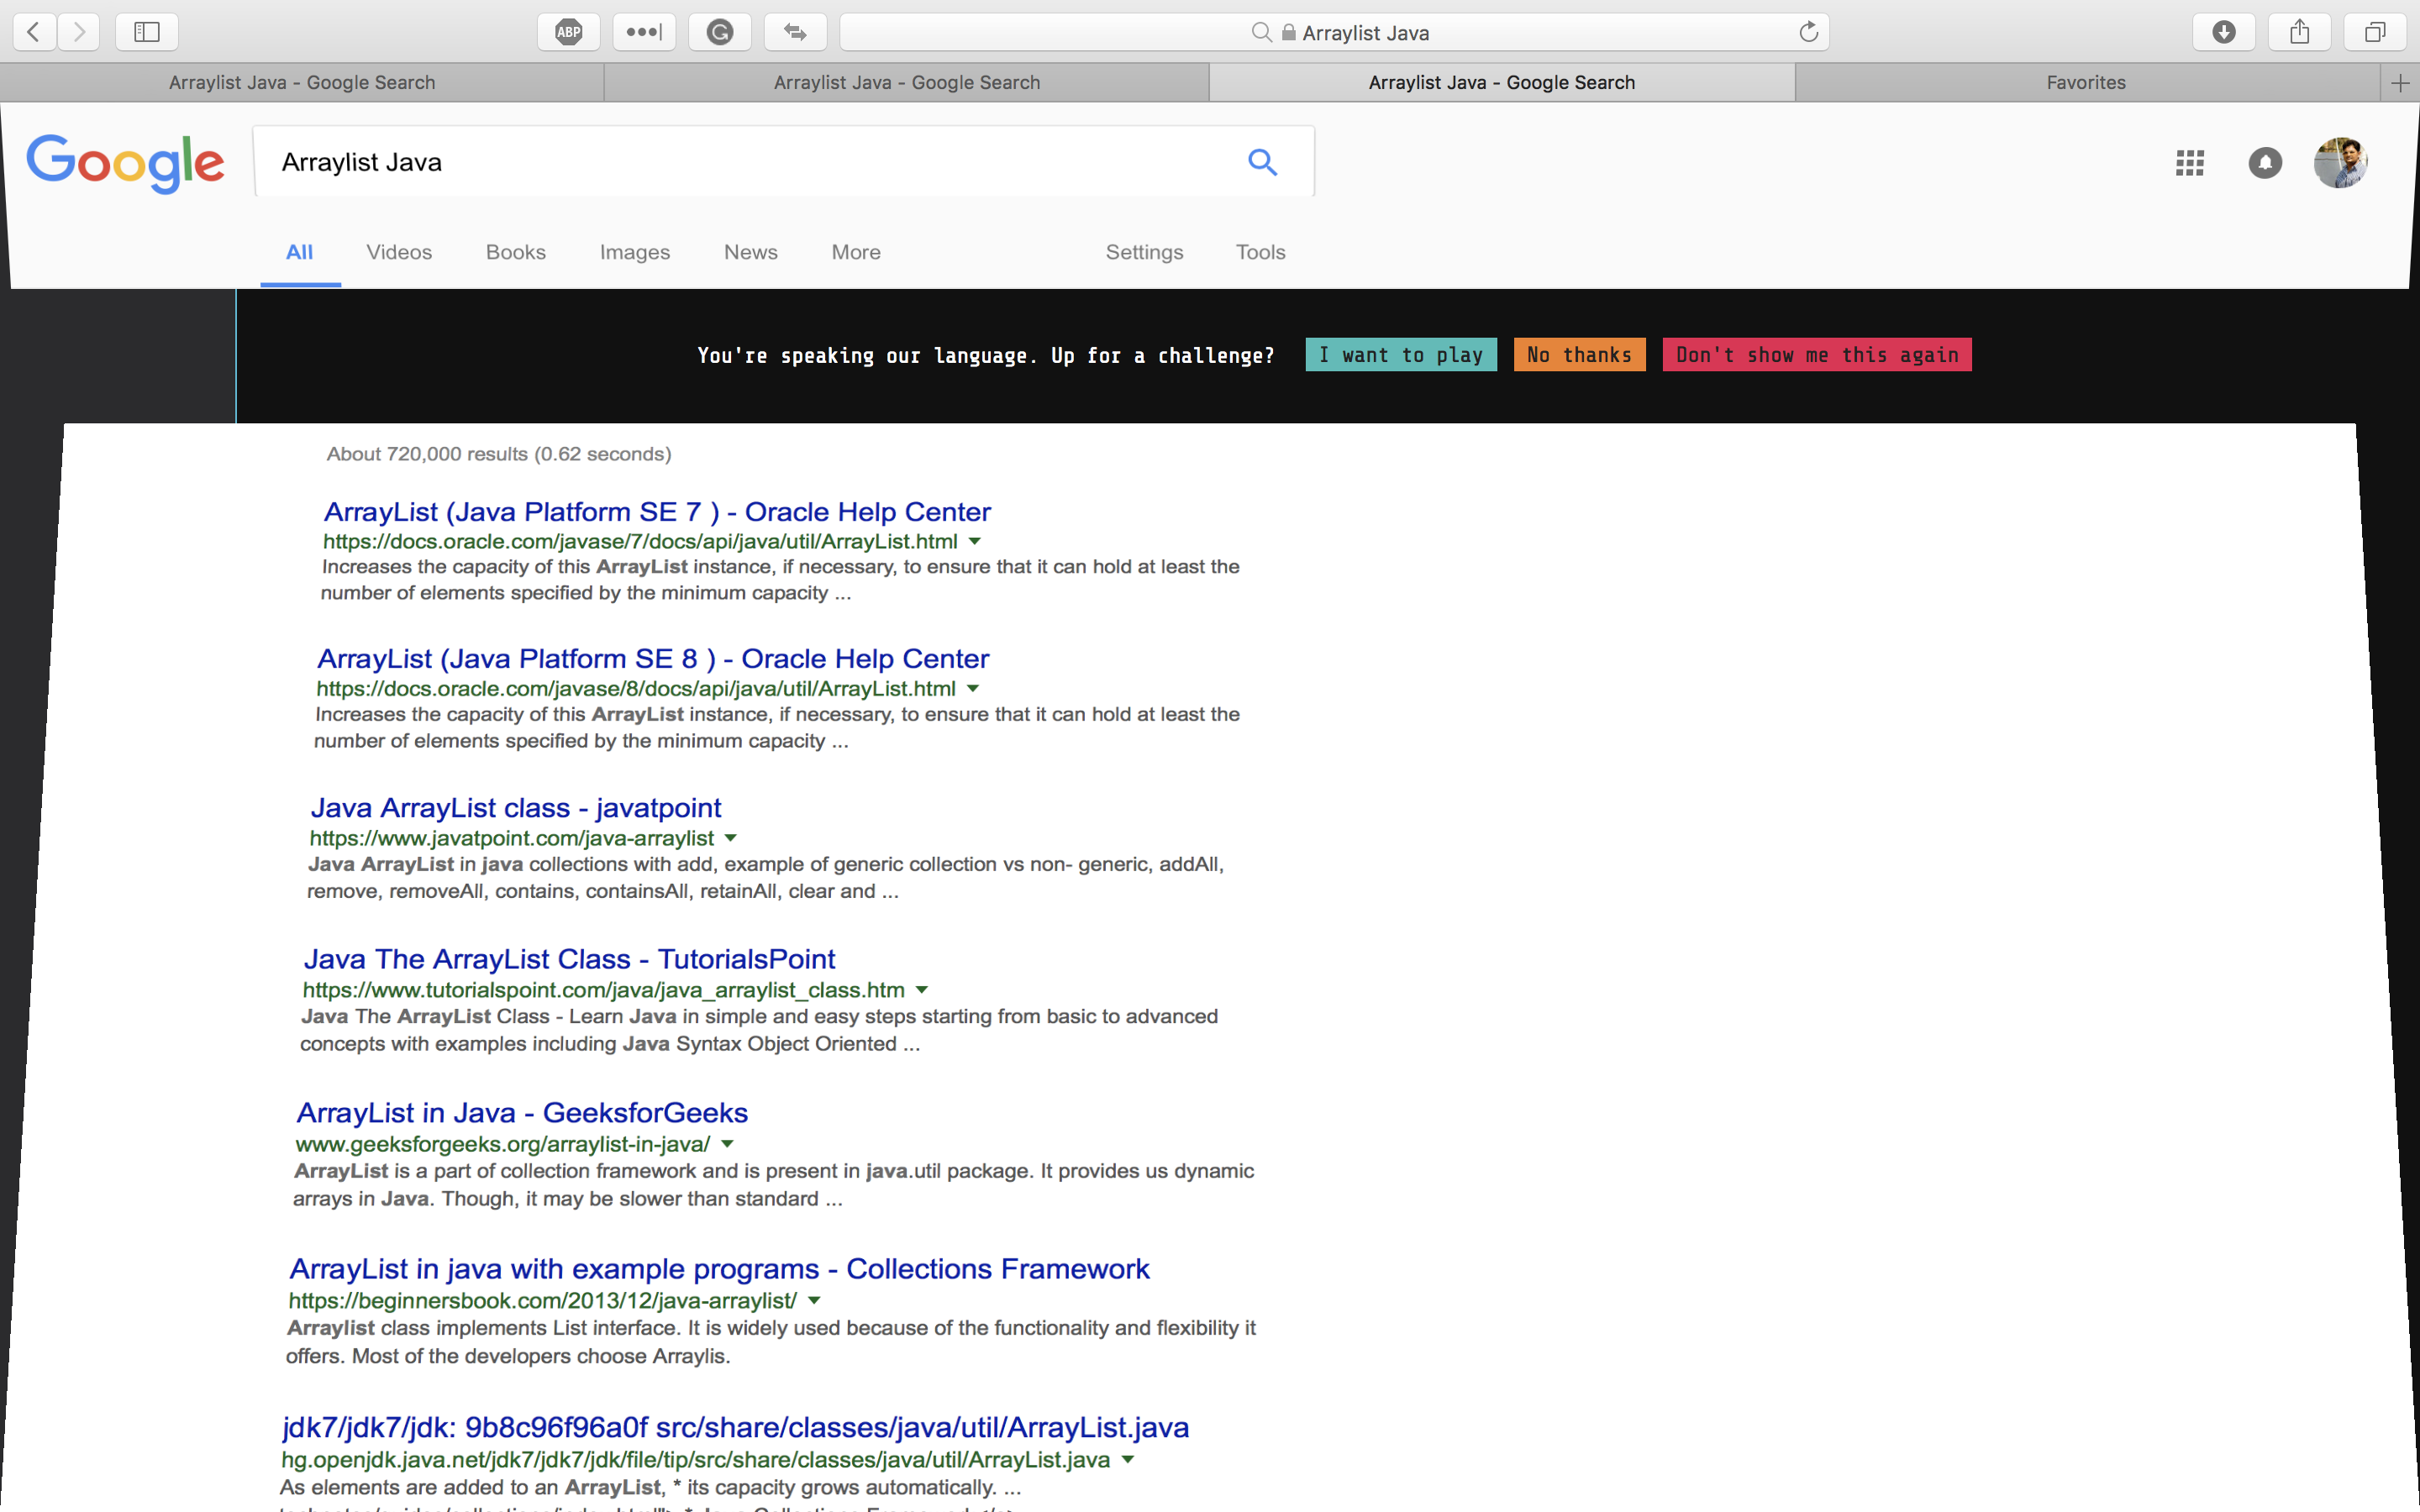 ABP
Arraylist Java
Arraylist Java - Google Search
Arraylist Java - Google Search
Arraylist Java - Google Search
Favorites
Google
Arraylist Java
All Videos Books Images News More Settings Tools
You're speaking our language. Up for a challenge? I want to play No thanks Don't show me this again
About 720,000 results (0.62 seconds)
ArrayList (Java Platform SE 7 ) - Oracle Help Center
https://docs.oracle.com/javase/7/docs/api/java/util/ArrayList.html
Increases the capacity of this ArrayList instance, if necessary, to ensure that it can hold at least the
number of elements specified by the minimum capacity ...
ArrayList (Java Platform SE 8 ) - Oracle Help Center
https://docs.oracle.com/javase/8/docs/api/java/util/ArrayList.html
Increases the capacity of this ArrayList instance, if necessary, to ensure that it can hold at least the
number of elements specified by the minimum capacity ...
Java ArrayList class - javatpoint
https://www.javatpoint.com/java-arraylist
Java ArrayList in java collections with add, example of generic collection vs non- generic, addAll,
remove, removeAll, contains, containsAll, retainAll, clear and ...
Java The ArrayList Class - TutorialsPoint
https://www.tutorialspoint.com/java/java_arraylist_class.htm
Java The ArrayList Class - Learn Java in simple and easy steps starting from basic to advanced
concepts with examples including Java Syntax Object Oriented ...
ArrayList in Java - GeeksforGeeks
www.geeksforgeeks.org/arraylist-in-java/
ArrayList is a part of collection framework and is present in java.util package. It provides us dynamic
arrays in Java. Though, it may be slower than standard ...
ArrayList in java with example programs - Collections Framework
https://beginnersbook.com/2013/12/java-arraylist/
Arraylist class implements List interface. It is widely used because of the functionality and flexibility it
offers. Most of the developers choose Arraylis.
jdk7/jdk7/jdk: 9b8c96f96a0f src/share/classes/java/util/ArrayList.java
hg.openjdk.java.net/jdk7/jdk7/jdk/file/tip/src/share/classes/java/util/ArrayList.java
As elements are added to an ArrayList, * its capacity grows automatically. ...